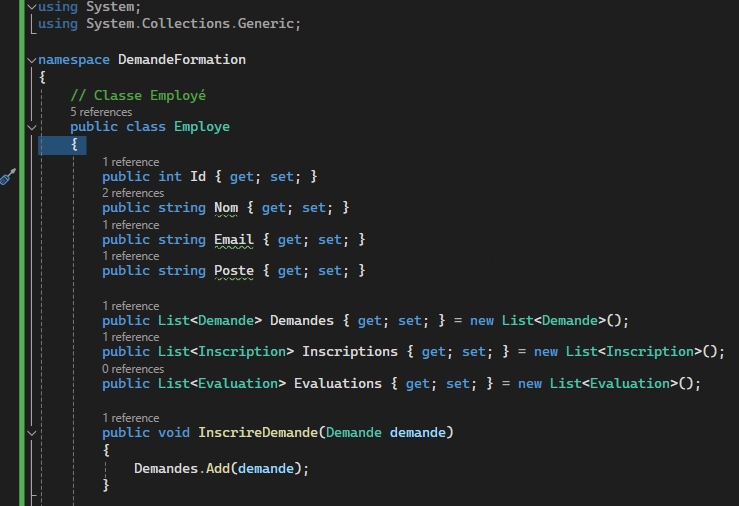 using System;
using System.Collections.Generic;
namespace DemandeFormation
{
// Classe Employé
5 references
public class Employe
{
1 reference
public int Id { get; set; }
2 references
public string Nom { get; set; }
1 reference
public string Email { get; set; }
1 reference
public string Poste { get; set; }
1 reference
public List<Demande> Demandes { get; set; } = new List<Demande>();
1 reference
public List<Inscription> Inscriptions { get; set; } = new List<Inscription>();
0 references
public List<Evaluation> Evaluations { get; set; } = new List<Evaluation>();
1 reference
public void InscrireDemande(Demande demande)
{
Demandes.Add(demande);
}